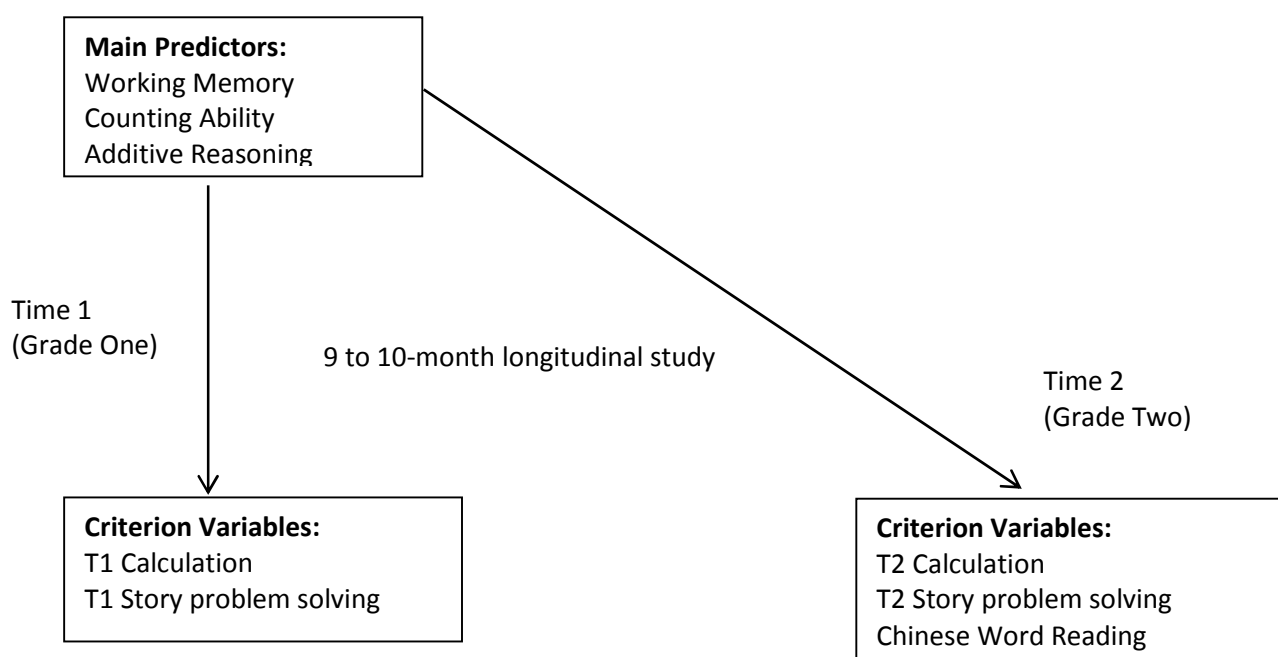 Main Predictors:
Working Memory
Counting Ability
Additive Reasoning
Time 1
(Grade One)
9 to 10-month longitudinal study
Time 2
(Grade Two)
Criterion Variables:
T1 Calculation
T1 Story problem solving
Criterion Variables:
T2 Calculation
T2 Story problem solving
Chinese Word Reading